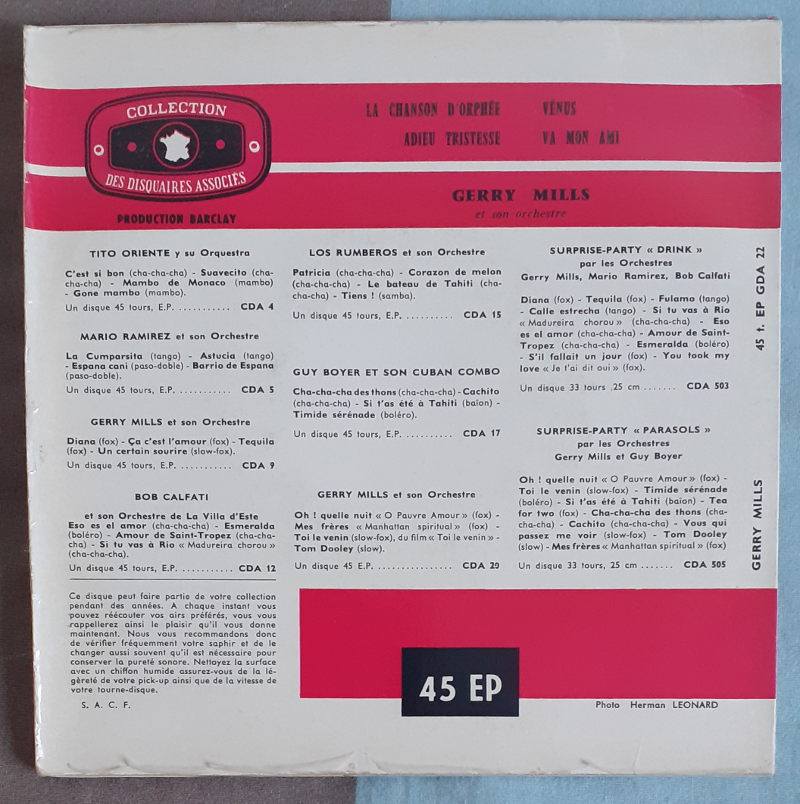 COLLECTION
DES DISQUAIRES ASSOCIÉS
PRODUCTION BARCLAY
LA CHANSON D'ORPHÉE VÉNUS
ADIEU TRISTESSE VA MON AMI
GERRY MILLS
et son orchestre
TITO ORIENTE y su Orquestra
C'est si bon (cha-cha-cha) - Suavecito (cha-
cha-cha) - Mambo de Monaco (mambo)
- Gone mambo (mambo).
Un disque 45 tours, E.P. ........... CDA 4
MARIO RAMIREZ et son Orchestre
La Cumparsita (tango) - Astucia (tango)
- Espana cani (paso-doble) - Barrio de Espana
(paso-doble).
Un disque 45 tours, E.P. ........... CDA 5
GERRY MILLS et son Orchestre
Diana (fox) - Ça c'est l'amour (fox) - Tequila
(fox) - Un certain sourire (slow-fox).
Un disque 45 tours, E.P. ........... CDA 9
BOB CALFATI
et son Orchestre de La Villa d'Este
Eso es el amor (cha-cha-cha) - Esmeralda
(boléro) - Amour de Saint-Tropez (cha-cha-
cha) - Si tu vas à Rio « Madureira chorou »
(cha-cha-cha).
Un disque 45 tours, E.P. ........... CDA 12
Ce disque peut faire partie de votre collection
pendant des années. A chaque instant vous
pouvez réécouter vos airs préférés, vous vous
rappellerez ainsi le plaisir qu'il vous donne
maintenant. Nous vous recommandons donc
de vérifier fréquemment votre saphir et de le
changer aussi souvent qu'il est nécessaire pour
conserver la pureté sonore. Nettoyez la surface
avec un chiffon humide assurez-vous de la lé-
gèreté de votre pick-up ainsi que de la vitesse de
votre tourne-disque.
S. A. C. F.
LOS RUMBEROS et son Orchestre
Patricia (cha-cha-cha) - Corazon de melon
(cha-cha-cha) - Le bateau de Tahiti (cha-
cha-cha) - Tiens ! (samba).
Un disque 45 tours, E.P. .......... CDA 15
GUY BOYER ET SON CUBAN COMBO
Cha-cha-cha des thons (cha-cha-cha) - Cachito
(cha-cha-cha) - Si t'as été à Tahiti (baïon) -
Timide sérénade (boléro).
Un disque 45 tours, E.P. .......... CDA 17
GERRY MILLS et son Orchestre
Oh ! quelle nuit « O Pauvre Amour » (fox) -
Mes frères « Manhattan spiritual » (fox) -
Toi le venin (slow-fox), du film « Toi le venin » -
Tom Dooley (slow).
Un disque 45 E.P. ................ CDA 20
SURPRISE-PARTY « DRINK »
par les Orchestres
Gerry Mills, Mario Ramirez, Bob Calfati
Diana (fox) - Tequila (fox) - Fulamo (tango)
- Calle estrecha (tango) - Si tu vas à Rio
« Madureira chorou » (cha-cha-cha) - Eso
es el amor (cha-cha-cha) - Amour de Saint-
Tropez (cha-cha-cha) - Esmeralda (boléro)
- S'il fallait un jour (fox) - You took my
love « Je t'ai dit oui » (fox).
Un disque 33 tours ,25 cm ....... CDA 503
SURPRISE-PARTY « PARASOLS »
par les Orchestres
Gerry Mills et Guy Boyer
Oh ! quelle nuit « O Pauvre Amour » (fox) -
Toi le venin (slow-fox) - Timide sérénade
(boléro) - Si t'as été à Tahiti (baïon) - Tea
for two (fox) - Cha-cha-cha des thons (cha-
cha-cha) - Cachito (cha-cha-cha) - Vous qui
passez me voir (slow-fox) - Tom Dooley
(slow) - Mes frères « Manhattan spiritual » (fox)
Un disque 33 tours, 25 cm ....... CDA 505
45 t. EP GDA 22
GERRY MILLS
45 EP
Photo Herman LEONARD